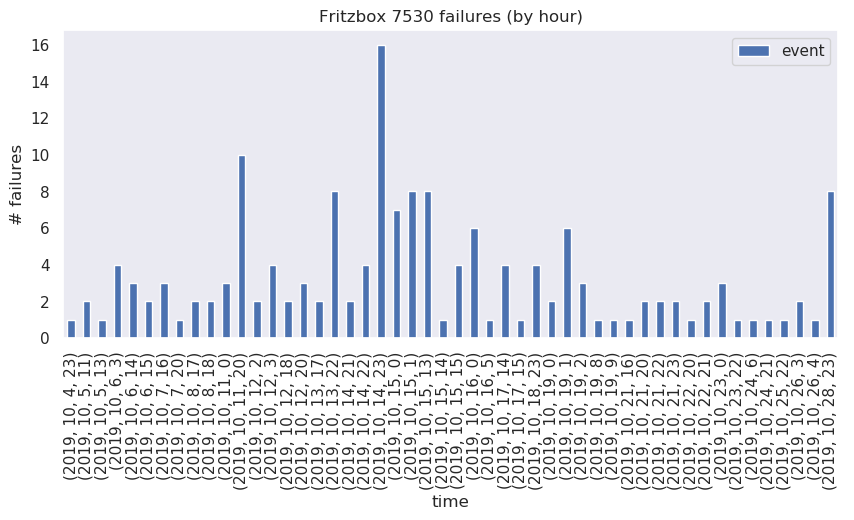 Fritzbox 7530 failures (by hour)
event
# failures
16
14
12
10
8
6
4
2
0
(2019, 10, 4, 23)
(2019, 10, 5, 11)
(2019, 10, 5, 13)
(2019, 10, 6, 3)
(2019, 10, 6, 14)
(2019, 10, 6, 15)
(2019, 10, 7, 16)
(2019, 10, 7, 20)
(2019, 10, 8, 17)
(2019, 10, 8, 18)
(2019, 10, 11, 0)
(2019, 10, 11, 20)
(2019, 10, 12, 2)
(2019, 10, 12, 3)
(2019, 10, 12, 18)
(2019, 10, 12, 20)
(2019, 10, 13, 17)
(2019, 10, 13, 22)
(2019, 10, 14, 21)
(2019, 10, 14, 22)
(2019, 10, 14, 23)
(2019, 10, 15, 0)
(2019, 10, 15, 1)
(2019, 10, 15, 13)
(2019, 10, 15, 14)
(2019, 10, 15, 15)
(2019, 10, 16, 0)
(2019, 10, 16, 5)
(2019, 10, 17, 14)
(2019, 10, 17, 15)
(2019, 10, 18, 23)
(2019, 10, 19, 0)
(2019, 10, 19, 1)
(2019, 10, 19, 2)
(2019, 10, 19, 8)
(2019, 10, 19, 9)
(2019, 10, 21, 16)
(2019, 10, 21, 20)
(2019, 10, 21, 22)
(2019, 10, 21, 23)
(2019, 10, 22, 20)
(2019, 10, 22, 21)
(2019, 10, 23, 0)
(2019, 10, 23, 22)
(2019, 10, 24, 6)
(2019, 10, 24, 21)
(2019, 10, 25, 22)
(2019, 10, 26, 3)
(2019, 10, 26, 4)
(2019, 10, 28, 23)
time